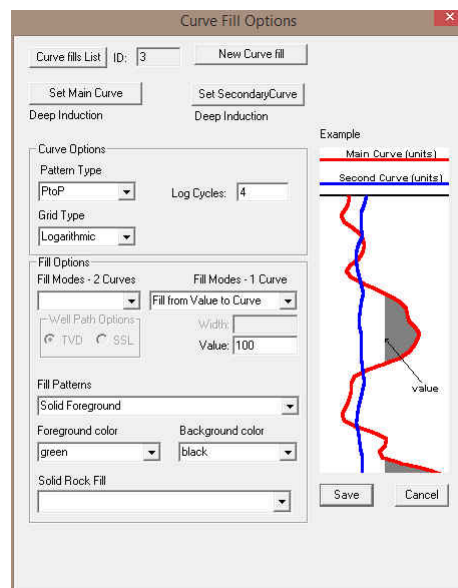 Curve Fill Options
Curve fills List ID: 3 New Curve fill
Set Main Curve Set SecondaryCurve
Deep Induction Deep Induction
Example
Curve Options
Main Curve (units)
Pattern Type
Second Curve (units)
PtoP Log Cycles: 4
Grid Type
Logarithmic
Fill Options
Fill Modes - 2 Curves Fill Modes - 1 Curve
Fill from Value to Curve
Well Path Options Width:
TVD SSL Value: 100
value
Fill Patterns
Solid Foreground
Foreground color Background color
green black
Solid Rock Fill
Save Cancel